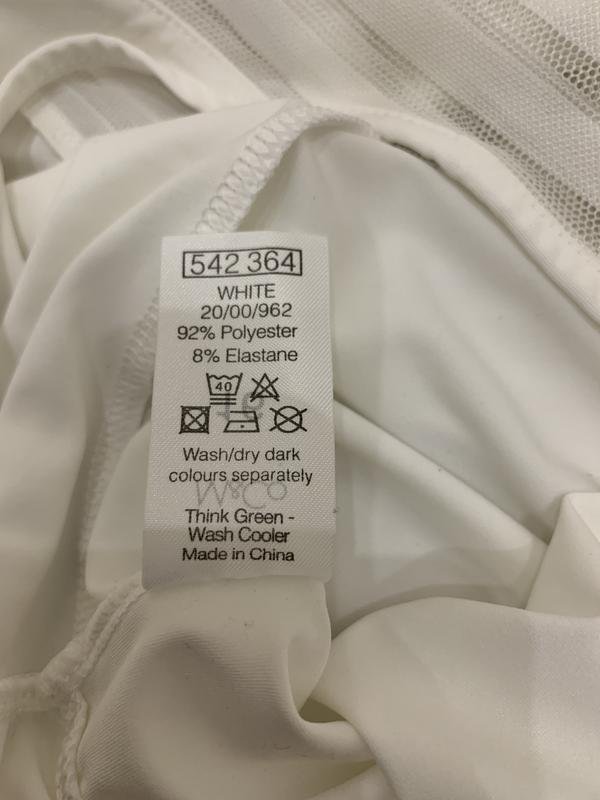 542 364
WHITE
20/00/962
92% Polyester
8% Elastane
40
Wash/dry dark
colours separately
Think Green -
Wash Cooler
Made in China